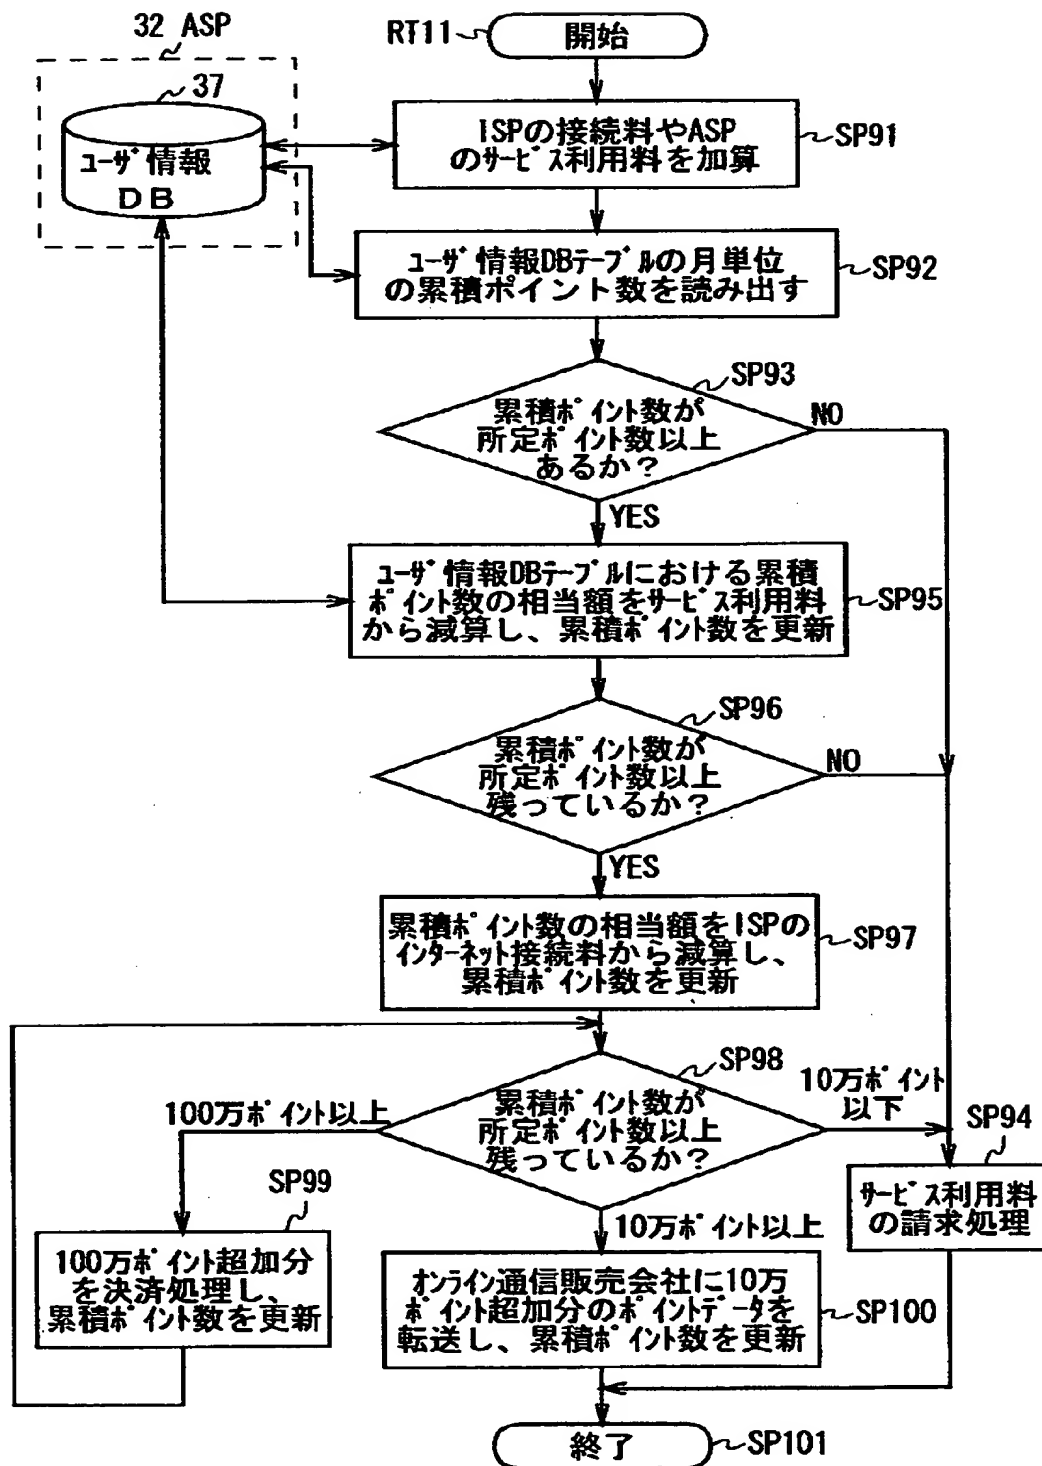 32 ASP
37
ﾕｰｻﾞ情報
DB
RT11
開始
ISPの接続料やASP
のｻｰﾋﾞｽ利用料を加算
SP91
ﾕｰｻﾞ情報DBﾃｰﾌﾞﾙの月単位
の累積ポイント数を読み出す
SP92
SP93
累積ﾎﾟｲﾝﾄ数が
所定ﾎﾟｲﾝﾄ数以上
あるか？
NO
YES
ﾕｰｻﾞ情報DBﾃｰﾌﾞﾙにおける累積
ﾎﾟｲﾝﾄ数の相当額をｻｰﾋﾞｽ利用料
から減算し、累積ﾎﾟｲﾝﾄ数を更新
SP95
SP96
累積ﾎﾟｲﾝﾄ数が
所定ﾎﾟｲﾝﾄ数以上
残っているか？
NO
YES
累積ﾎﾟｲﾝﾄ数の相当額をISPの
ｲﾝﾀｰﾈｯﾄ接続料から減算し、
累積ﾎﾟｲﾝﾄ数を更新
SP97
SP98
累積ﾎﾟｲﾝﾄ数が
所定ﾎﾟｲﾝﾄ数以上
残っているか？
100万ﾎﾟｲﾝﾄ以上
10万ﾎﾟｲﾝﾄ
以下
SP94
ｻｰﾋﾞｽ利用料
の請求処理
SP99
100万ﾎﾟｲﾝﾄ超加分
を決済処理し、
累積ﾎﾟｲﾝﾄ数を更新
10万ﾎﾟｲﾝﾄ以上
ｵﾝﾗｲﾝ通信販売会社に10万
ﾎﾟｲﾝﾄ超加分のﾎﾟｲﾝﾄﾃﾞｰﾀを
転送し、累積ﾎﾟｲﾝﾄ数を更新
SP100
終了
SP101